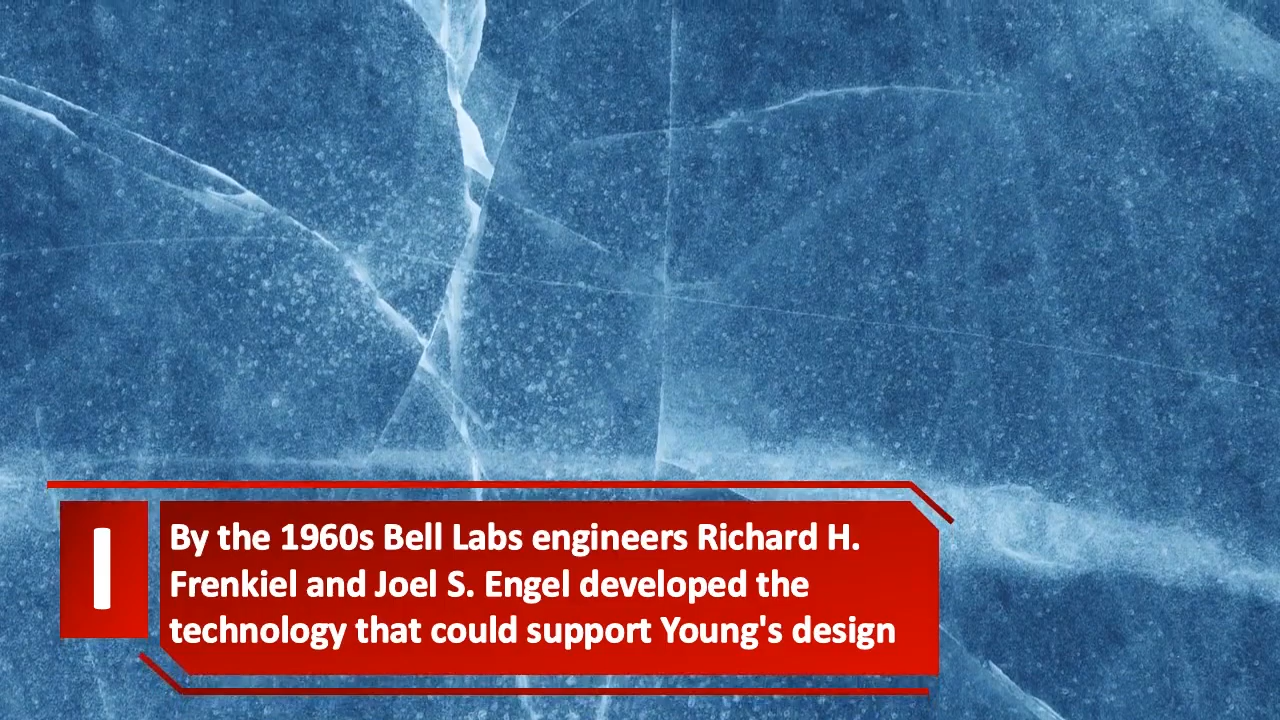 I
By the 1960s Bell Labs engineers Richard H.
Frenkiel and Joel S. Engel developed the
technology that could support Young's design